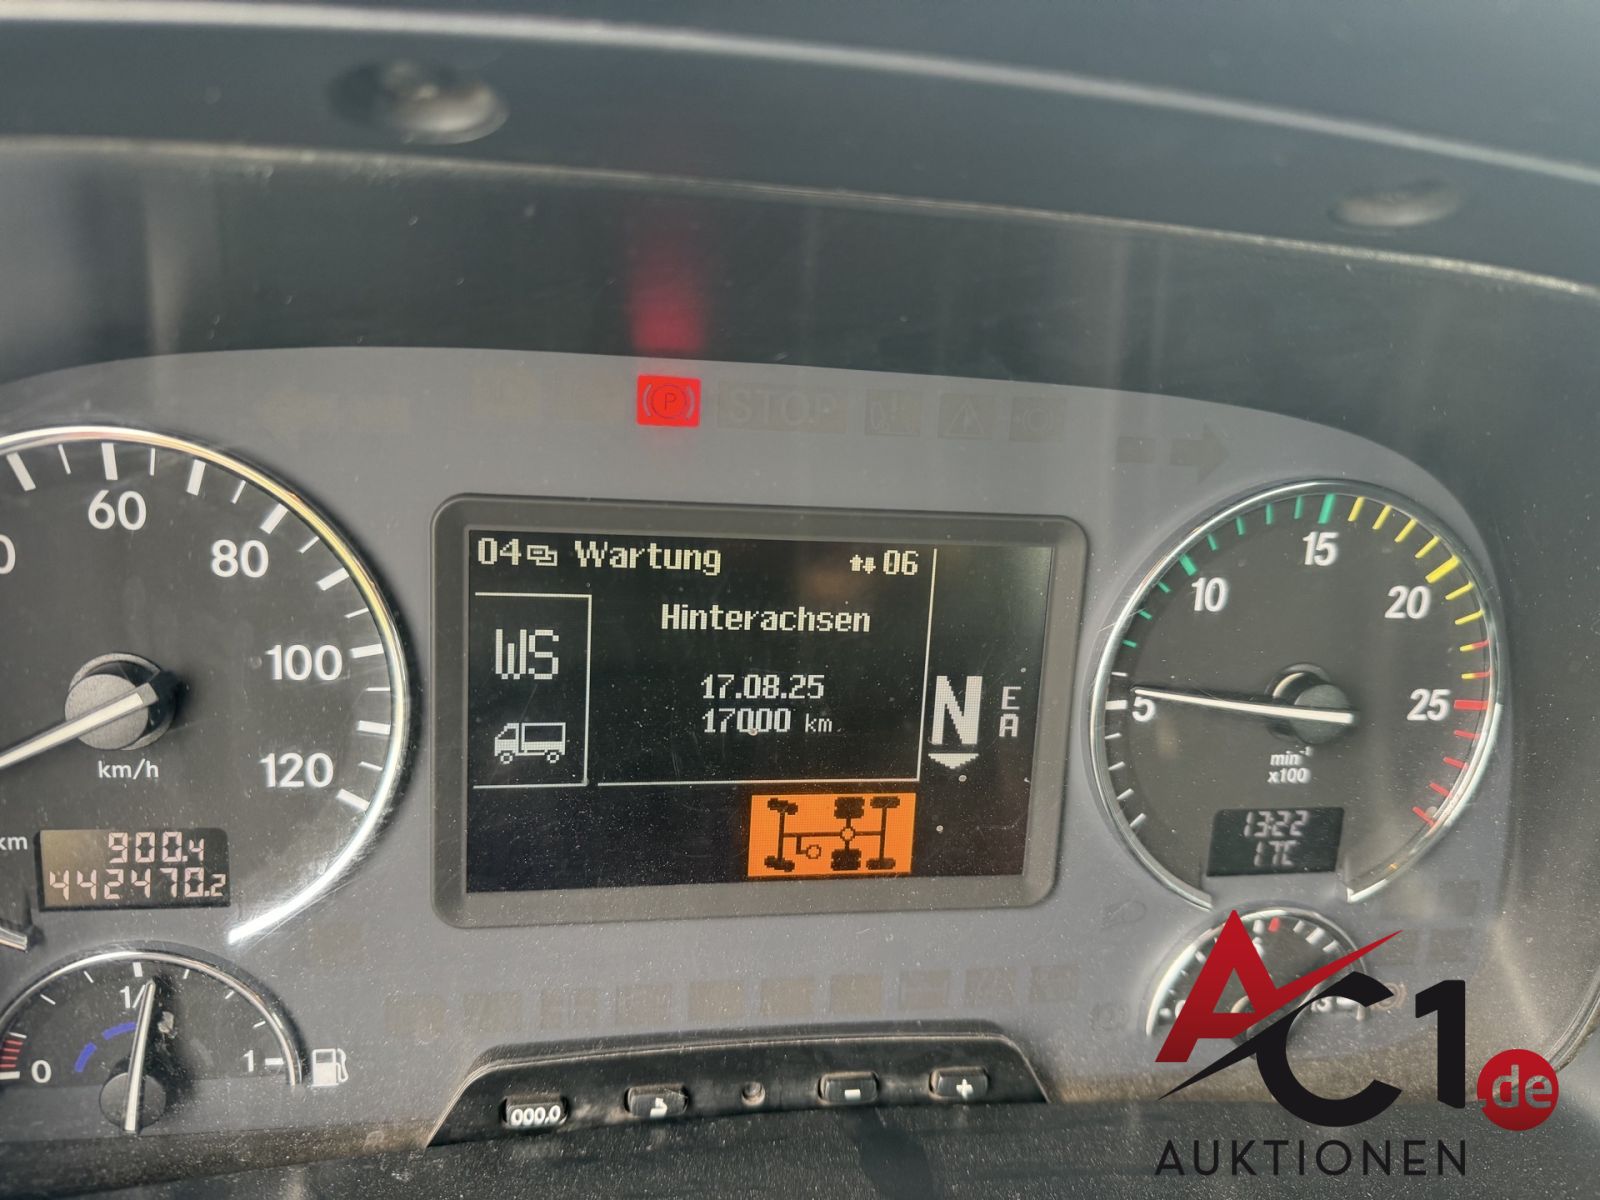 P
STOP
60
80
100
120
km/h
km
900.4
442470.2
04 Wartung 06
Hinterachsen
WS
17.08.25
17000 km
N
E
A
5
10
15
20
25
min⁻¹
x100
13:22
17C
0
1/
1
000.0
-
+
AC1.de
AUKTIONEN